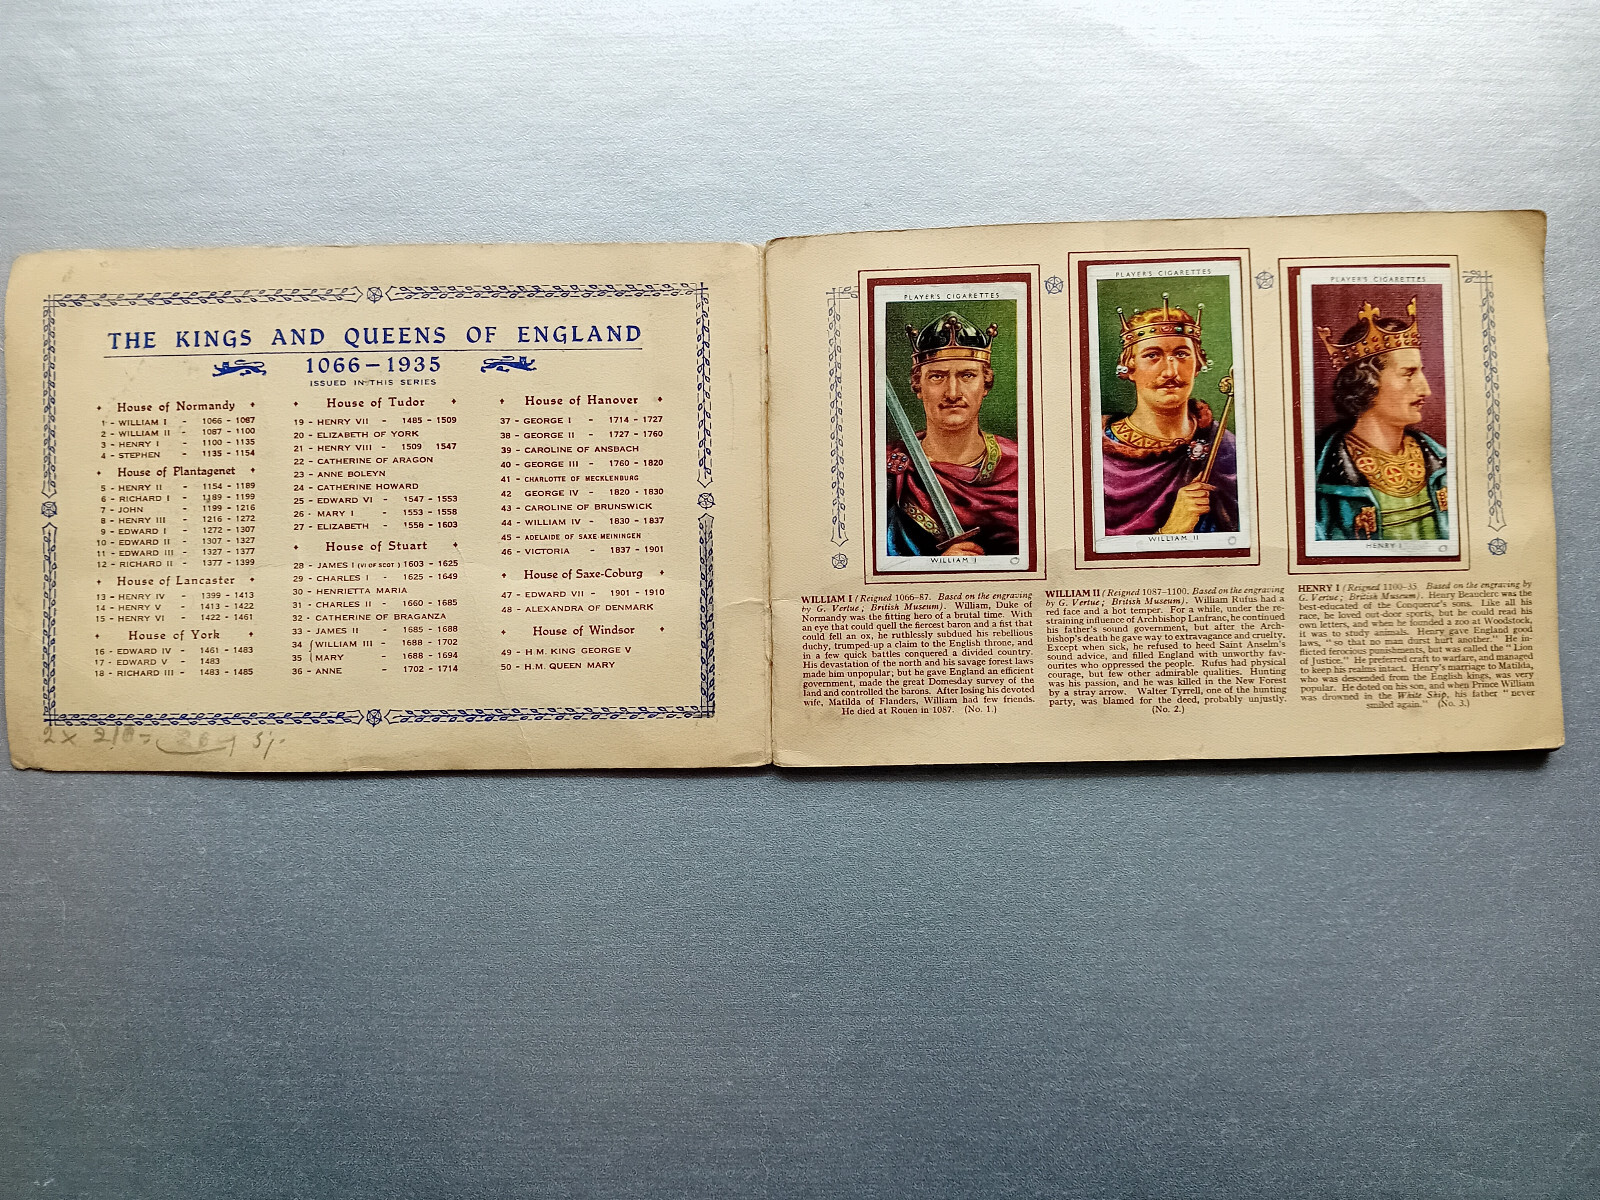 THE KINGS AND QUEENS OF ENGLAND
1066-1935
ISSUED IN THIS SERIES
House of Normandy
1 - WILLIAM I - 1066 - 1087
2 - WILLIAM II - 1087 - 1100
3 - HENRY I - 1100 - 1135
4 - STEPHEN - 1135 - 1154
House of Plantagenet
5 - HENRY II - 1154 - 1189
6 - RICHARD I - 1189 - 1199
7 - JOHN - 1199 - 1216
8 - HENRY III - 1216 - 1272
9 - EDWARD I - 1272 - 1307
10 - EDWARD II - 1307 - 1327
11 - EDWARD III - 1327 - 1377
12 - RICHARD II - 1377 - 1399
House of Lancaster
13 - HENRY IV - 1399 - 1413
14 - HENRY V - 1413 - 1422
15 - HENRY VI - 1422 - 1461
House of York
16 - EDWARD IV - 1461 - 1483
17 - EDWARD V - 1483
18 - RICHARD III - 1483 - 1485
House of Tudor
19 - HENRY VII - 1485 - 1509
20 - ELIZABETH OF YORK
21 - HENRY VIII - 1509 1547
22 - CATHERINE OF ARAGON
23 - ANNE BOLEYN
24 - CATHERINE HOWARD
25 - EDWARD VI - 1547 - 1553
26 - MARY I - 1553 - 1558
27 - ELIZABETH - 1558 - 1603
House of Stuart
28 - JAMES I (VI OF SCOT) 1603 - 1625
29 - CHARLES I - 1625 - 1649
30 - HENRIETTA MARIA
31 - CHARLES II - 1660 - 1685
32 - CATHERINE OF BRAGANZA
33 - JAMES II - 1685 - 1688
34 { WILLIAM III - 1688 - 1702
35 { MARY - 1688 - 1694
36 - ANNE 1702 - 1714
House of Hanover
37 - GEORGE I - 1714 - 1727
38 - GEORGE II - 1727 - 1760
39 - CAROLINE OF ANSBACH
40 - GEORGE III - 1760 - 1820
41 - CHARLOTTE OF MECKLENBURG
42 GEORGE IV - 1820 - 1830
43 - CAROLINE OF BRUNSWICK
44 - WILLIAM IV - 1830 - 1837
45 - ADELAIDE OF SAXE MEININGEN
46 - VICTORIA - 1837 - 1901
House of Saxe-Coburg
47 - EDWARD VII - 1901 - 1910
48 - ALEXANDRA OF DENMARK
House of Windsor
49 - H.M. KING GEORGE V
50 - H.M. QUEEN MARY
2 x 2/6 = 5/-
PLAYER'S CIGARETTES
WILLIAM I
WILLIAM I (Reigned 1066-87. Based on the engraving
by G. Vertue; British Museum). William, Duke of
Normandy was the fitting hero of a brutal time. With
an eye that could quell the fiercest baron and a fist that
could fell an ox, he ruthlessly subdued his rebellious
duchy, trumped-up a claim to the English throne, and
in a few quick battles conquered a divided country.
His devastation of the north and his savage forest laws
made him unpopular; but he gave England an efficient
government, made the great Domesday survey of the
land and controlled the barons. After losing his devoted
wife, Matilda of Flanders, William had few friends.
He died at Rouen in 1087. (No. 1.)
PLAYER'S CIGARETTES
WILLIAM II
WILLIAM II (Reigned 1087-1100. Based on the engraving
by G. Vertue; British Museum). William Rufus had a
red face and a hot temper. For a while, under the re-
straining influence of Archbishop Lanfranc, he continued
his father's sound government, but after the Arch-
bishop's death he gave way to extravagance and cruelty.
Except when sick, he refused to heed Saint Anselm's
sound advice, and filled England with unworthy fav-
ourites who oppressed the people. Rufus had physical
courage, but few other admirable qualities. Hunting
was his passion, and he was killed in the New Forest
by a stray arrow. Walter Tyrrell, one of the hunting
party, was blamed for the deed, probably unjustly.
(No. 2.)
PLAYER'S CIGARETTES
HENRY I
HENRY I (Reigned 1100-35 Based on the engraving by
G. Vertue; British Museum). Henry Beauclerc was the
best-educated of the Conqueror's sons. Like all his
race, he loved out-door sports, but he could read his
own letters, and when he founded a zoo at Woodstock,
it was to study animals. Henry gave England good
laws, "so that no man durst hurt another." He in-
flicted ferocious punishments, but was called the "Lion
of Justice." He preferred craft to warfare, and managed
to keep his realms intact. Henry's marriage to Matilda,
who was descended from the English kings, was very
popular. He doted on his son, and when Prince William
was drowned in the White Ship, his father "never
smiled again." (No. 3.)